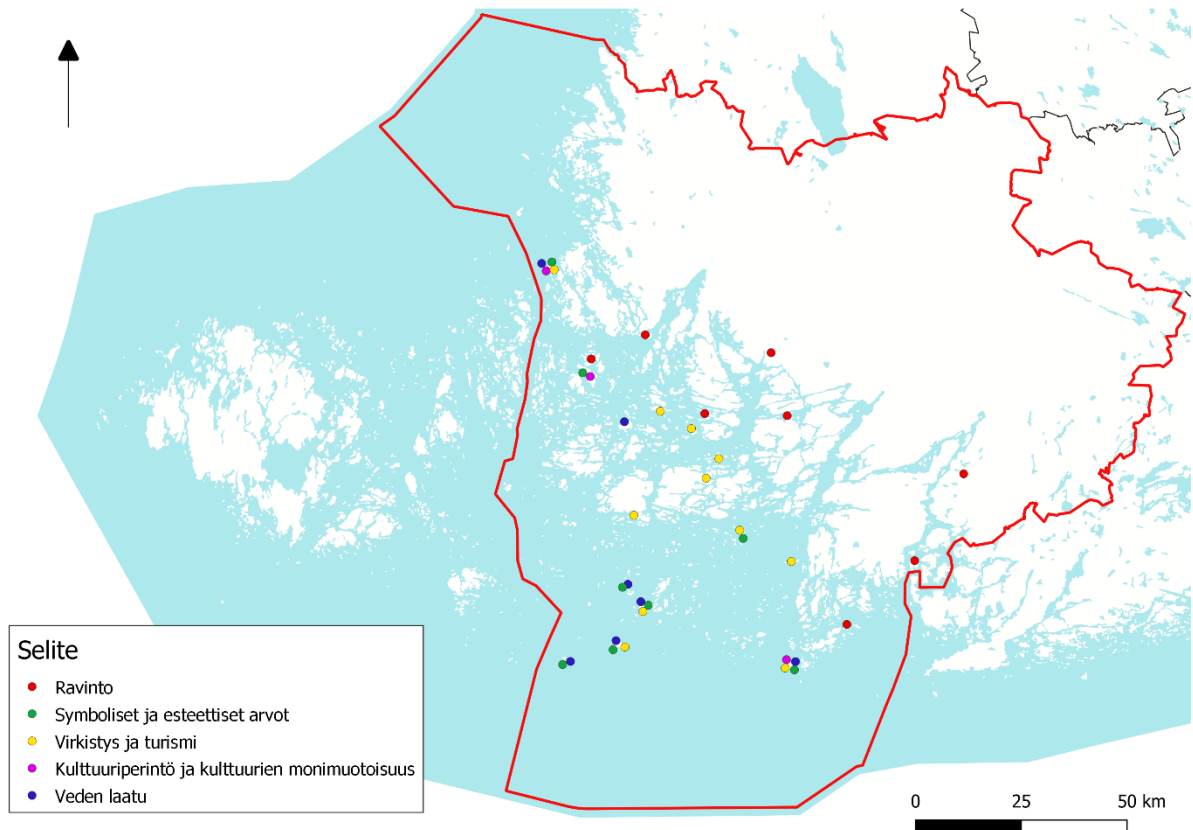 Selite
Ravinto
Symboliset ja esteettiset arvot
Virkistys ja turismi
Kulttuuriperintö ja kulttuurien monimuotoisuus
Veden laatu
0 25 50 km